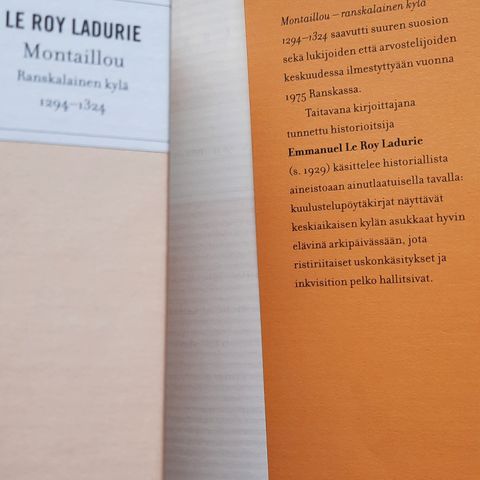 LE ROY LADURIE
Montaillou
Ranskalainen kylä
1294–1324
Montaillou – ranskalainen kylä
1294–1324 saavutti suuren suosion
sekä lukijoiden että arvostelijoiden
keskuudessa ilmestyttyään vuonna
1975 Ranskassa.
Taitavana kirjoittajana
tunnettu historioitsija
Emmanuel Le Roy Ladurie
(s. 1929) käsittelee historiallista
aineistoaan ainutlaatuisella tavalla:
kuulustelupöytäkirjat näyttävät
keskiaikaisen kylän asukkaat hyvin
elävinä arkipäivässään, jota
ristiriitaiset uskonkäsitykset ja
inkvisition pelko hallitsivat.